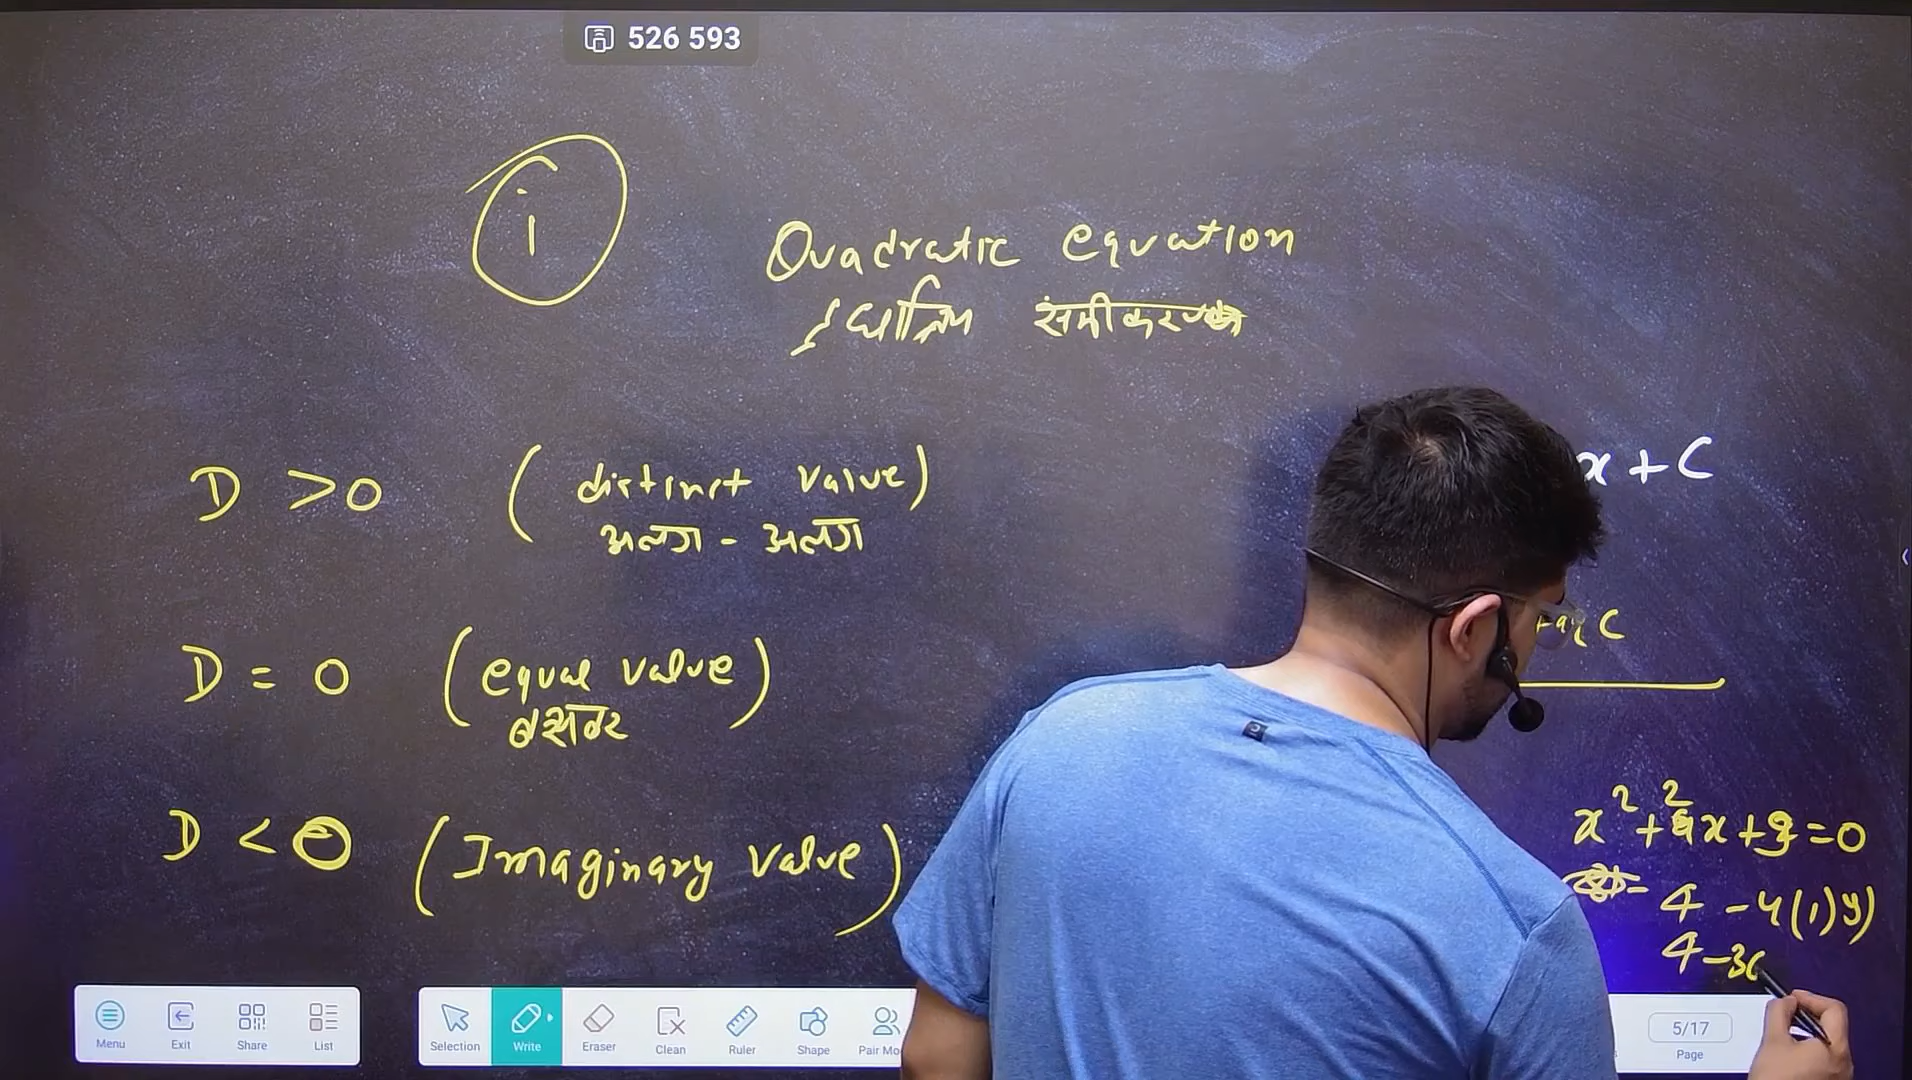 526 593
i
Quadratic equation
समीकरण
D > 0 ( distinct value )
अलग - अलग
x + C
C
D = 0 ( equal value )
बराबर
D < 0 ( Imaginary value )
x² + 2x + 9 = 0
4 - 4(1)9)
4 - 36
Menu Exit Share List
Selection Write Eraser Clean Ruler Shape Pair Mo
5/17
Page